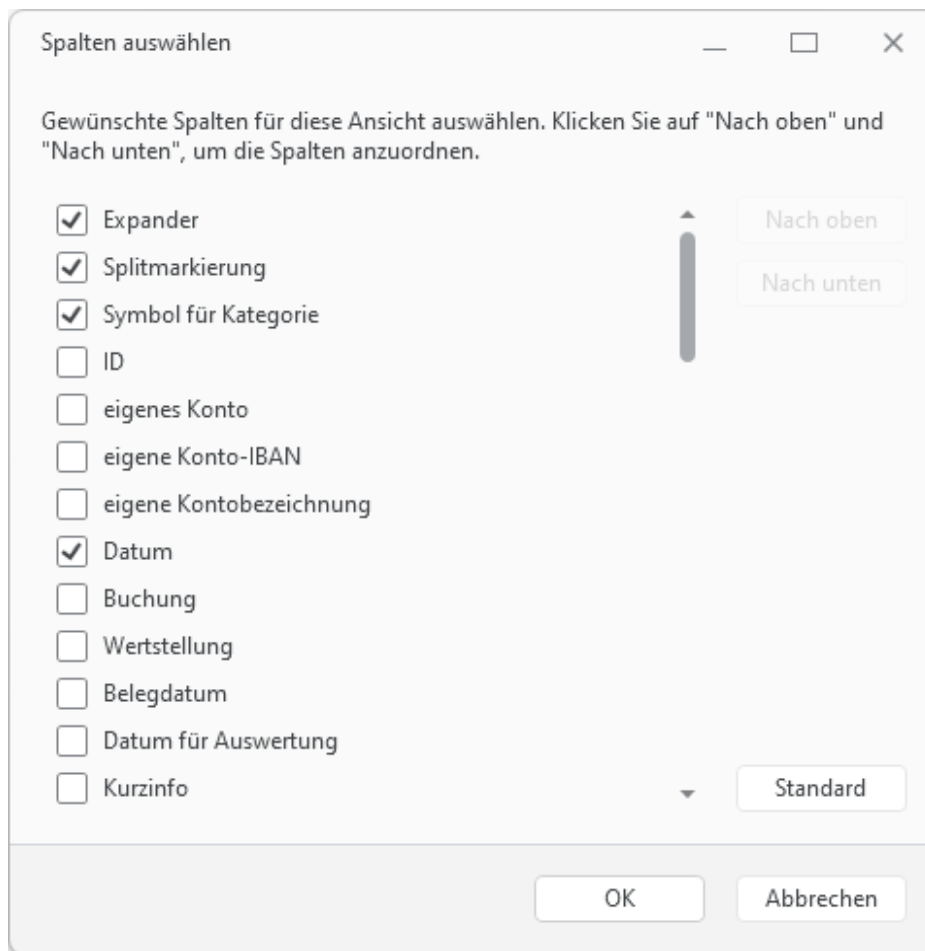 Spalten auswählen
Gewünschte Spalten für diese Ansicht auswählen. Klicken Sie auf "Nach oben" und
"Nach unten", um die Spalten anzuordnen.
Expander
Nach oben
Splitmarkierung
Nach unten
Symbol für Kategorie
ID
eigenes Konto
eigene Konto-IBAN
eigene Kontobezeichnung
Datum
Buchung
Wertstellung
Belegdatum
Datum für Auswertung
Kurzinfo
Standard
OK
Abbrechen